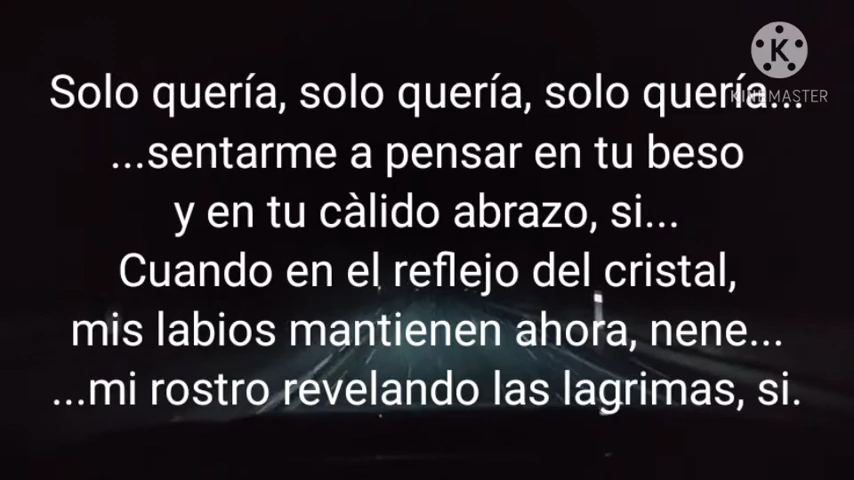 Solo quería, solo quería, solo quería...
...sentarme a pensar en tu beso
y en tu càlido abrazo, si...
Cuando en el reflejo del cristal,
mis labios mantienen ahora, nene...
...mi rostro revelando las lagrimas, si.
K
KINEMASTER